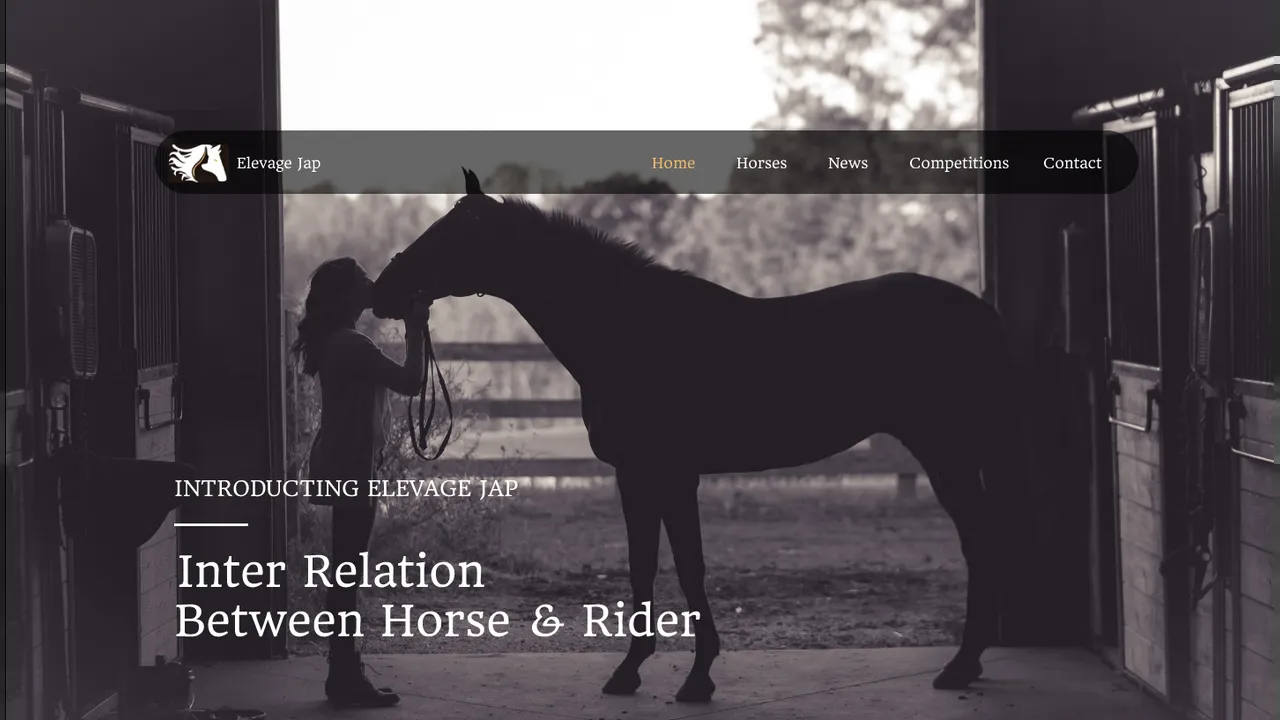 Elevage Jap
Home Horses News Competitions Contact
INTRODUCTING ELEVAGE JAP
Inter Relation
Between Horse & Rider